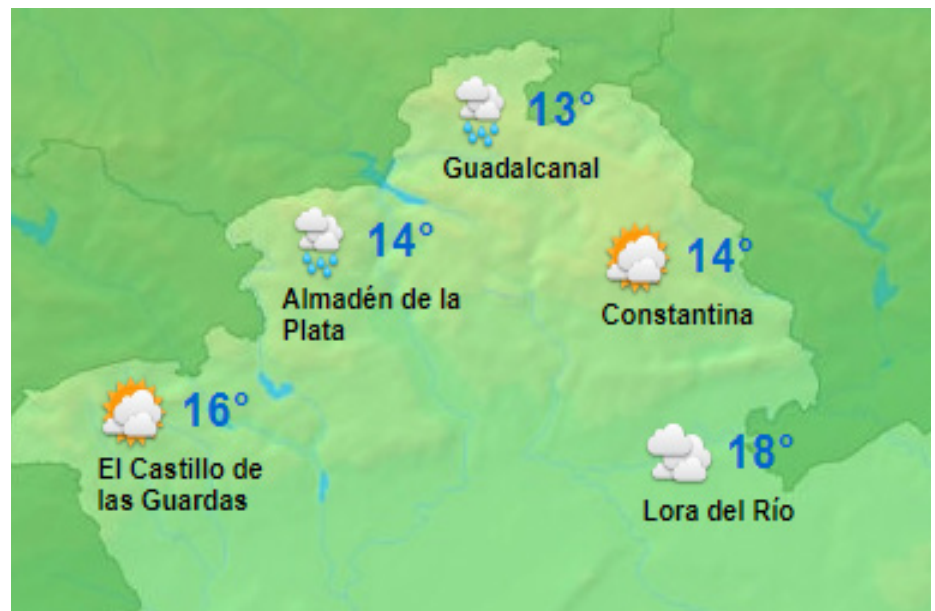 13°
Guadalcanal
14°
Almadén de la
Plata
14°
Constantina
16°
El Castillo de
las Guardas
18°
Lora del Río